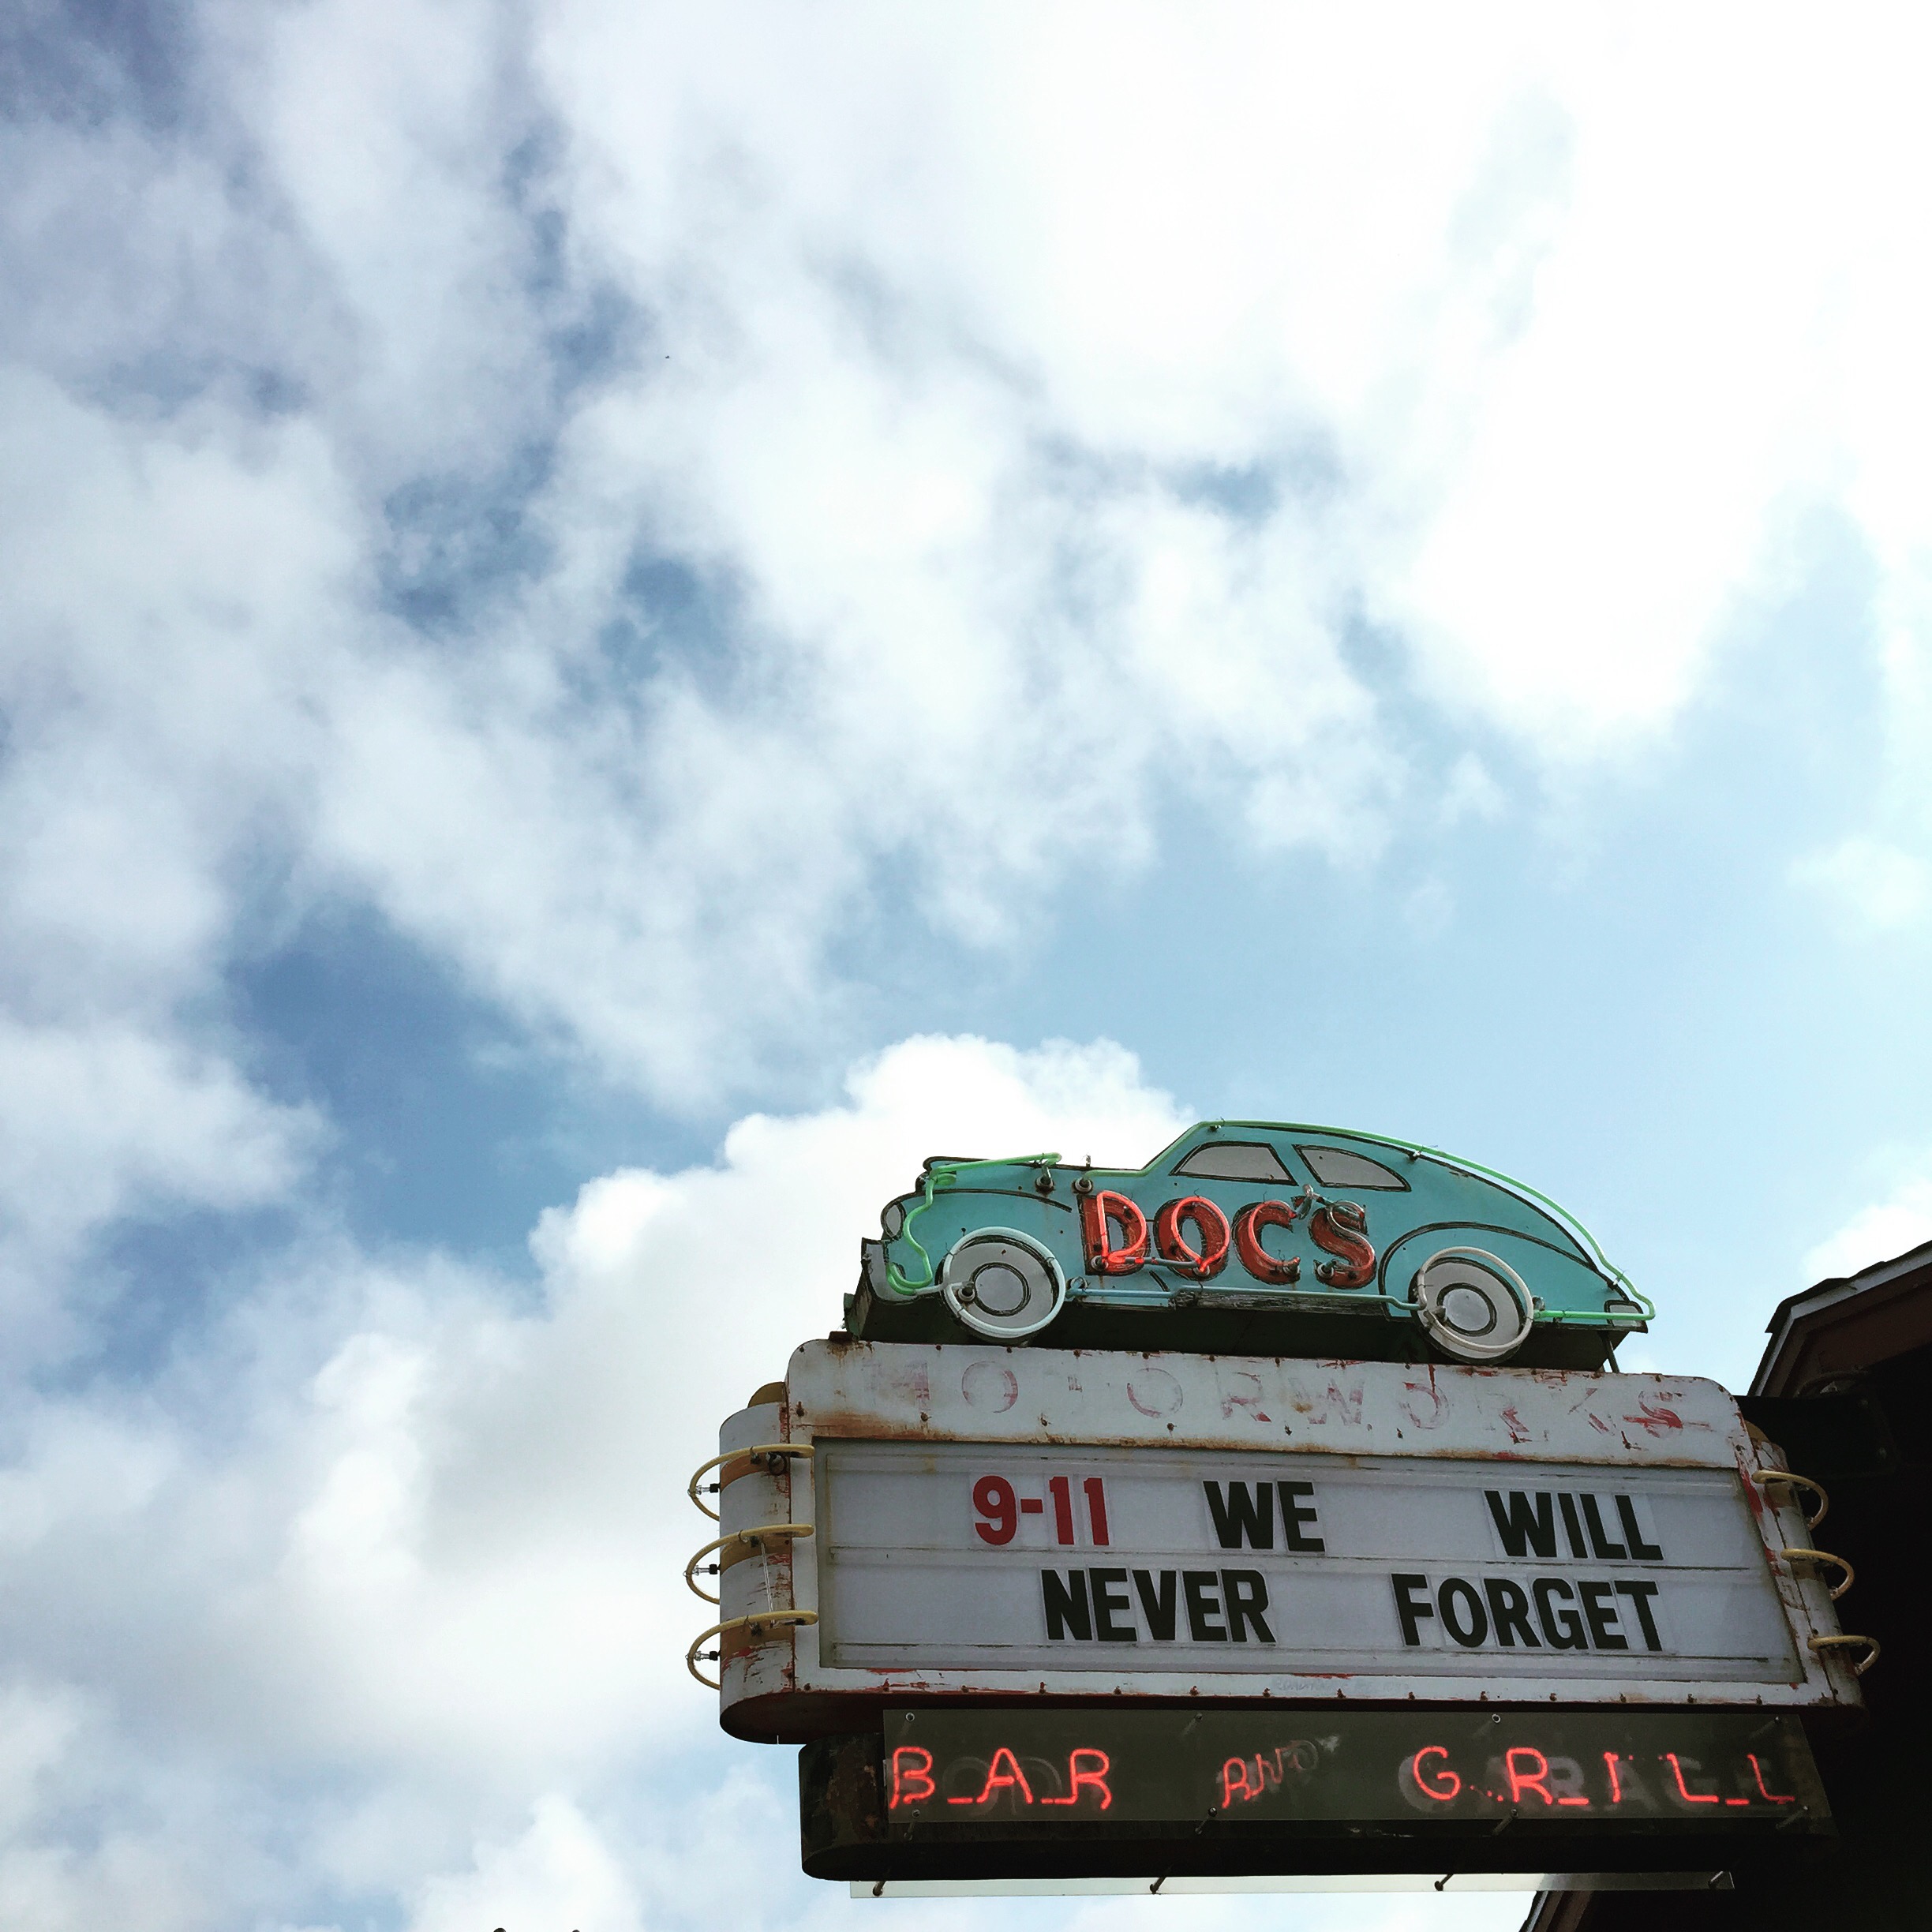 DOC'S
MOTORWORKS
9-11 WE WILL
NEVER FORGET
BAR AND GRILL